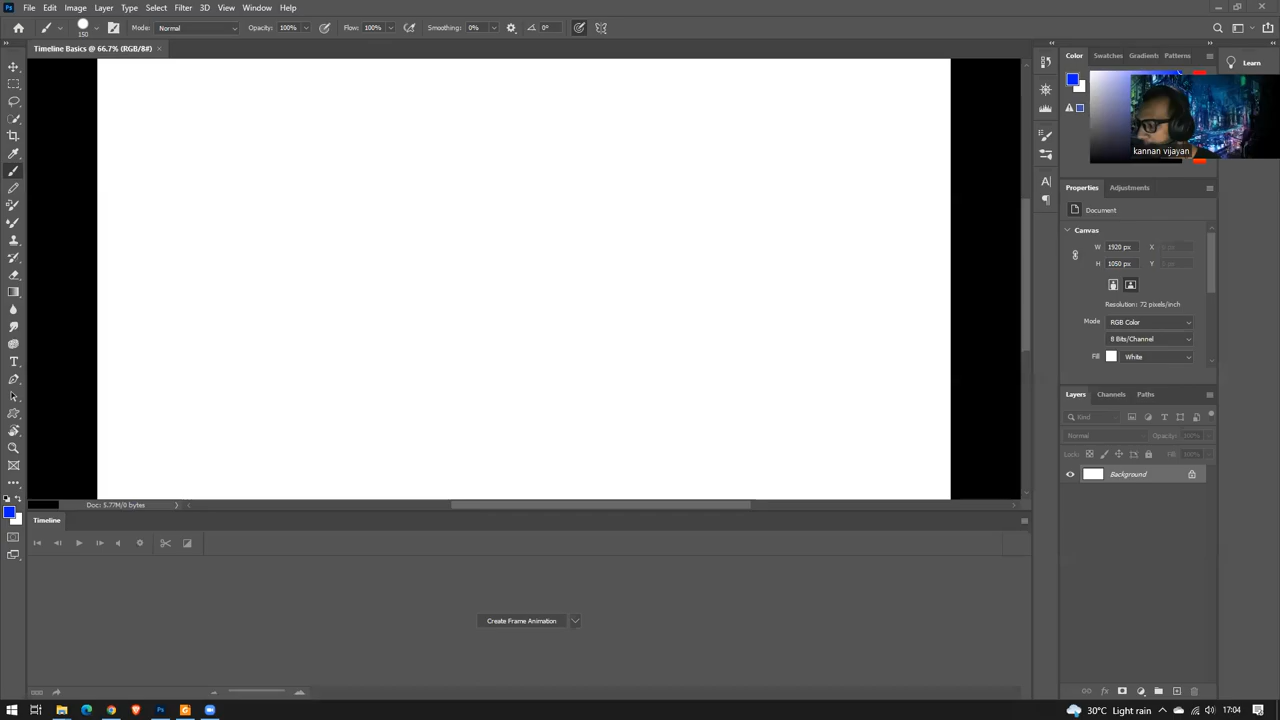 Ps File Edit Image Layer Type Select Filter 3D View Window Help
150 Mode: Normal Opacity: 100% Flow: 100% Smoothing: 0% 0°
Timeline Basics @ 66.7% (RGB/8#)
Color Swatches Gradients Patterns
Learn
kannan vijayan
Properties Adjustments
Document
Canvas
W 1920 px X
H 1050 px Y
Resolution: 72 pixels/inch
Mode RGB Color
8 Bits/Channel
Fill White
Layers Channels Paths
Kind
Normal Opacity: 100%
Lock: Fill: 100%
Background
Doc: 5.77M/0 bytes
Timeline
Create Frame Animation
30°C Light rain 17:04